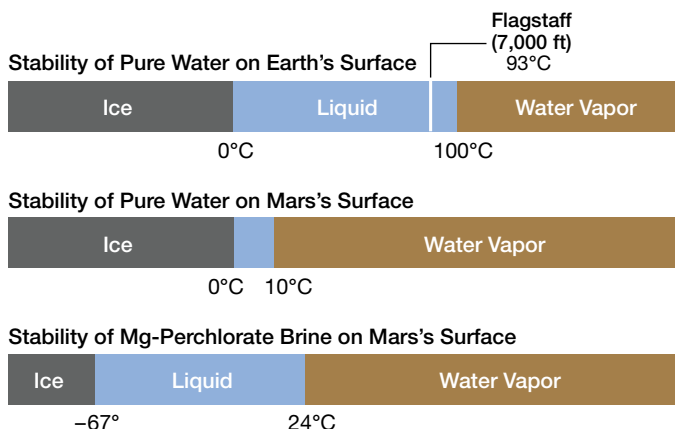 Flagstaff
(7,000 ft)
93°C
Stability of Pure Water on Earth’s Surface
Ice Liquid Water Vapor
0°C 100°C
Stability of Pure Water on Mars’s Surface
Ice Water Vapor
0°C 10°C
Stability of Mg-Perchlorate Brine on Mars’s Surface
Ice Liquid Water Vapor
−67° 24°C